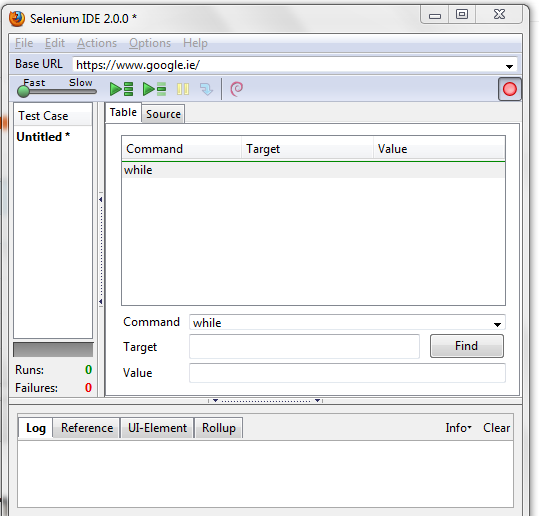 Selenium IDE 2.0.0 *
File Edit Actions Options Help
Base URL https://www.google.ie/
Fast Slow
Test Case
Untitled *
Table Source
Command Target Value
while
Command while
Target Find
Value
Runs: 0
Failures: 0
Log Reference UI-Element Rollup Info Clear